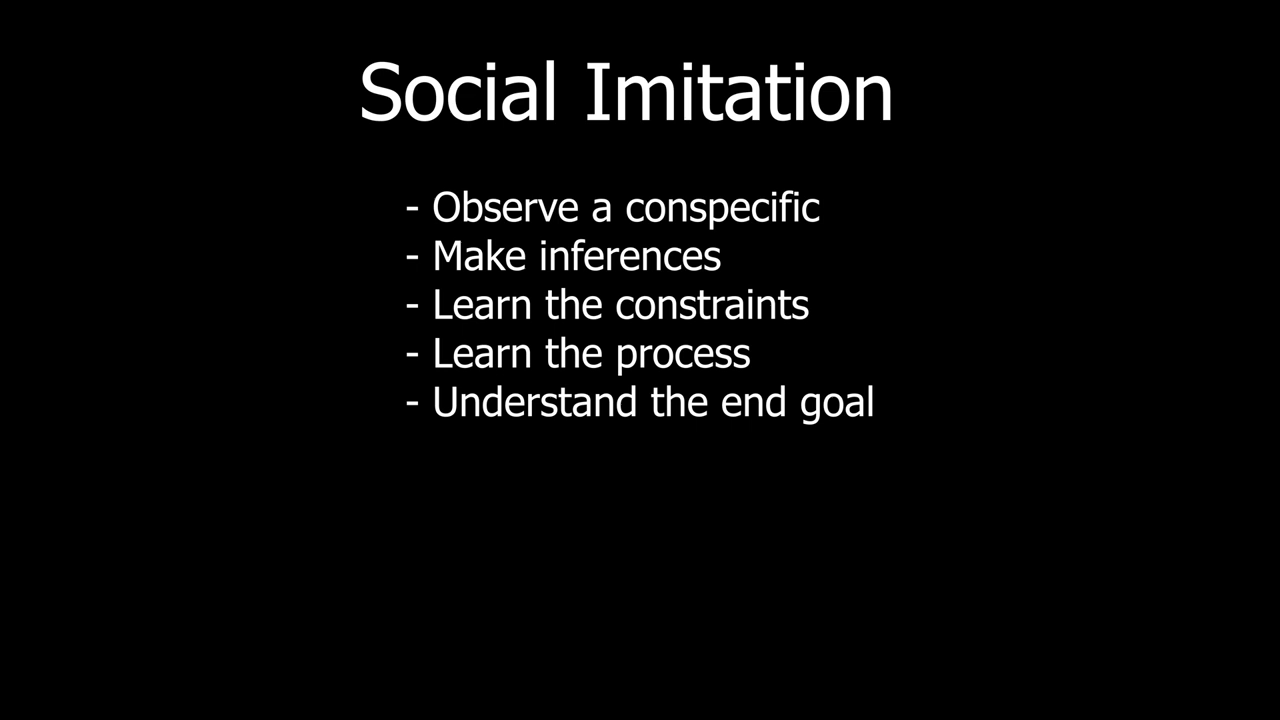 Social Imitation
- Observe a conspecific
- Make inferences
- Learn the constraints
- Learn the process
- Understand the end goal